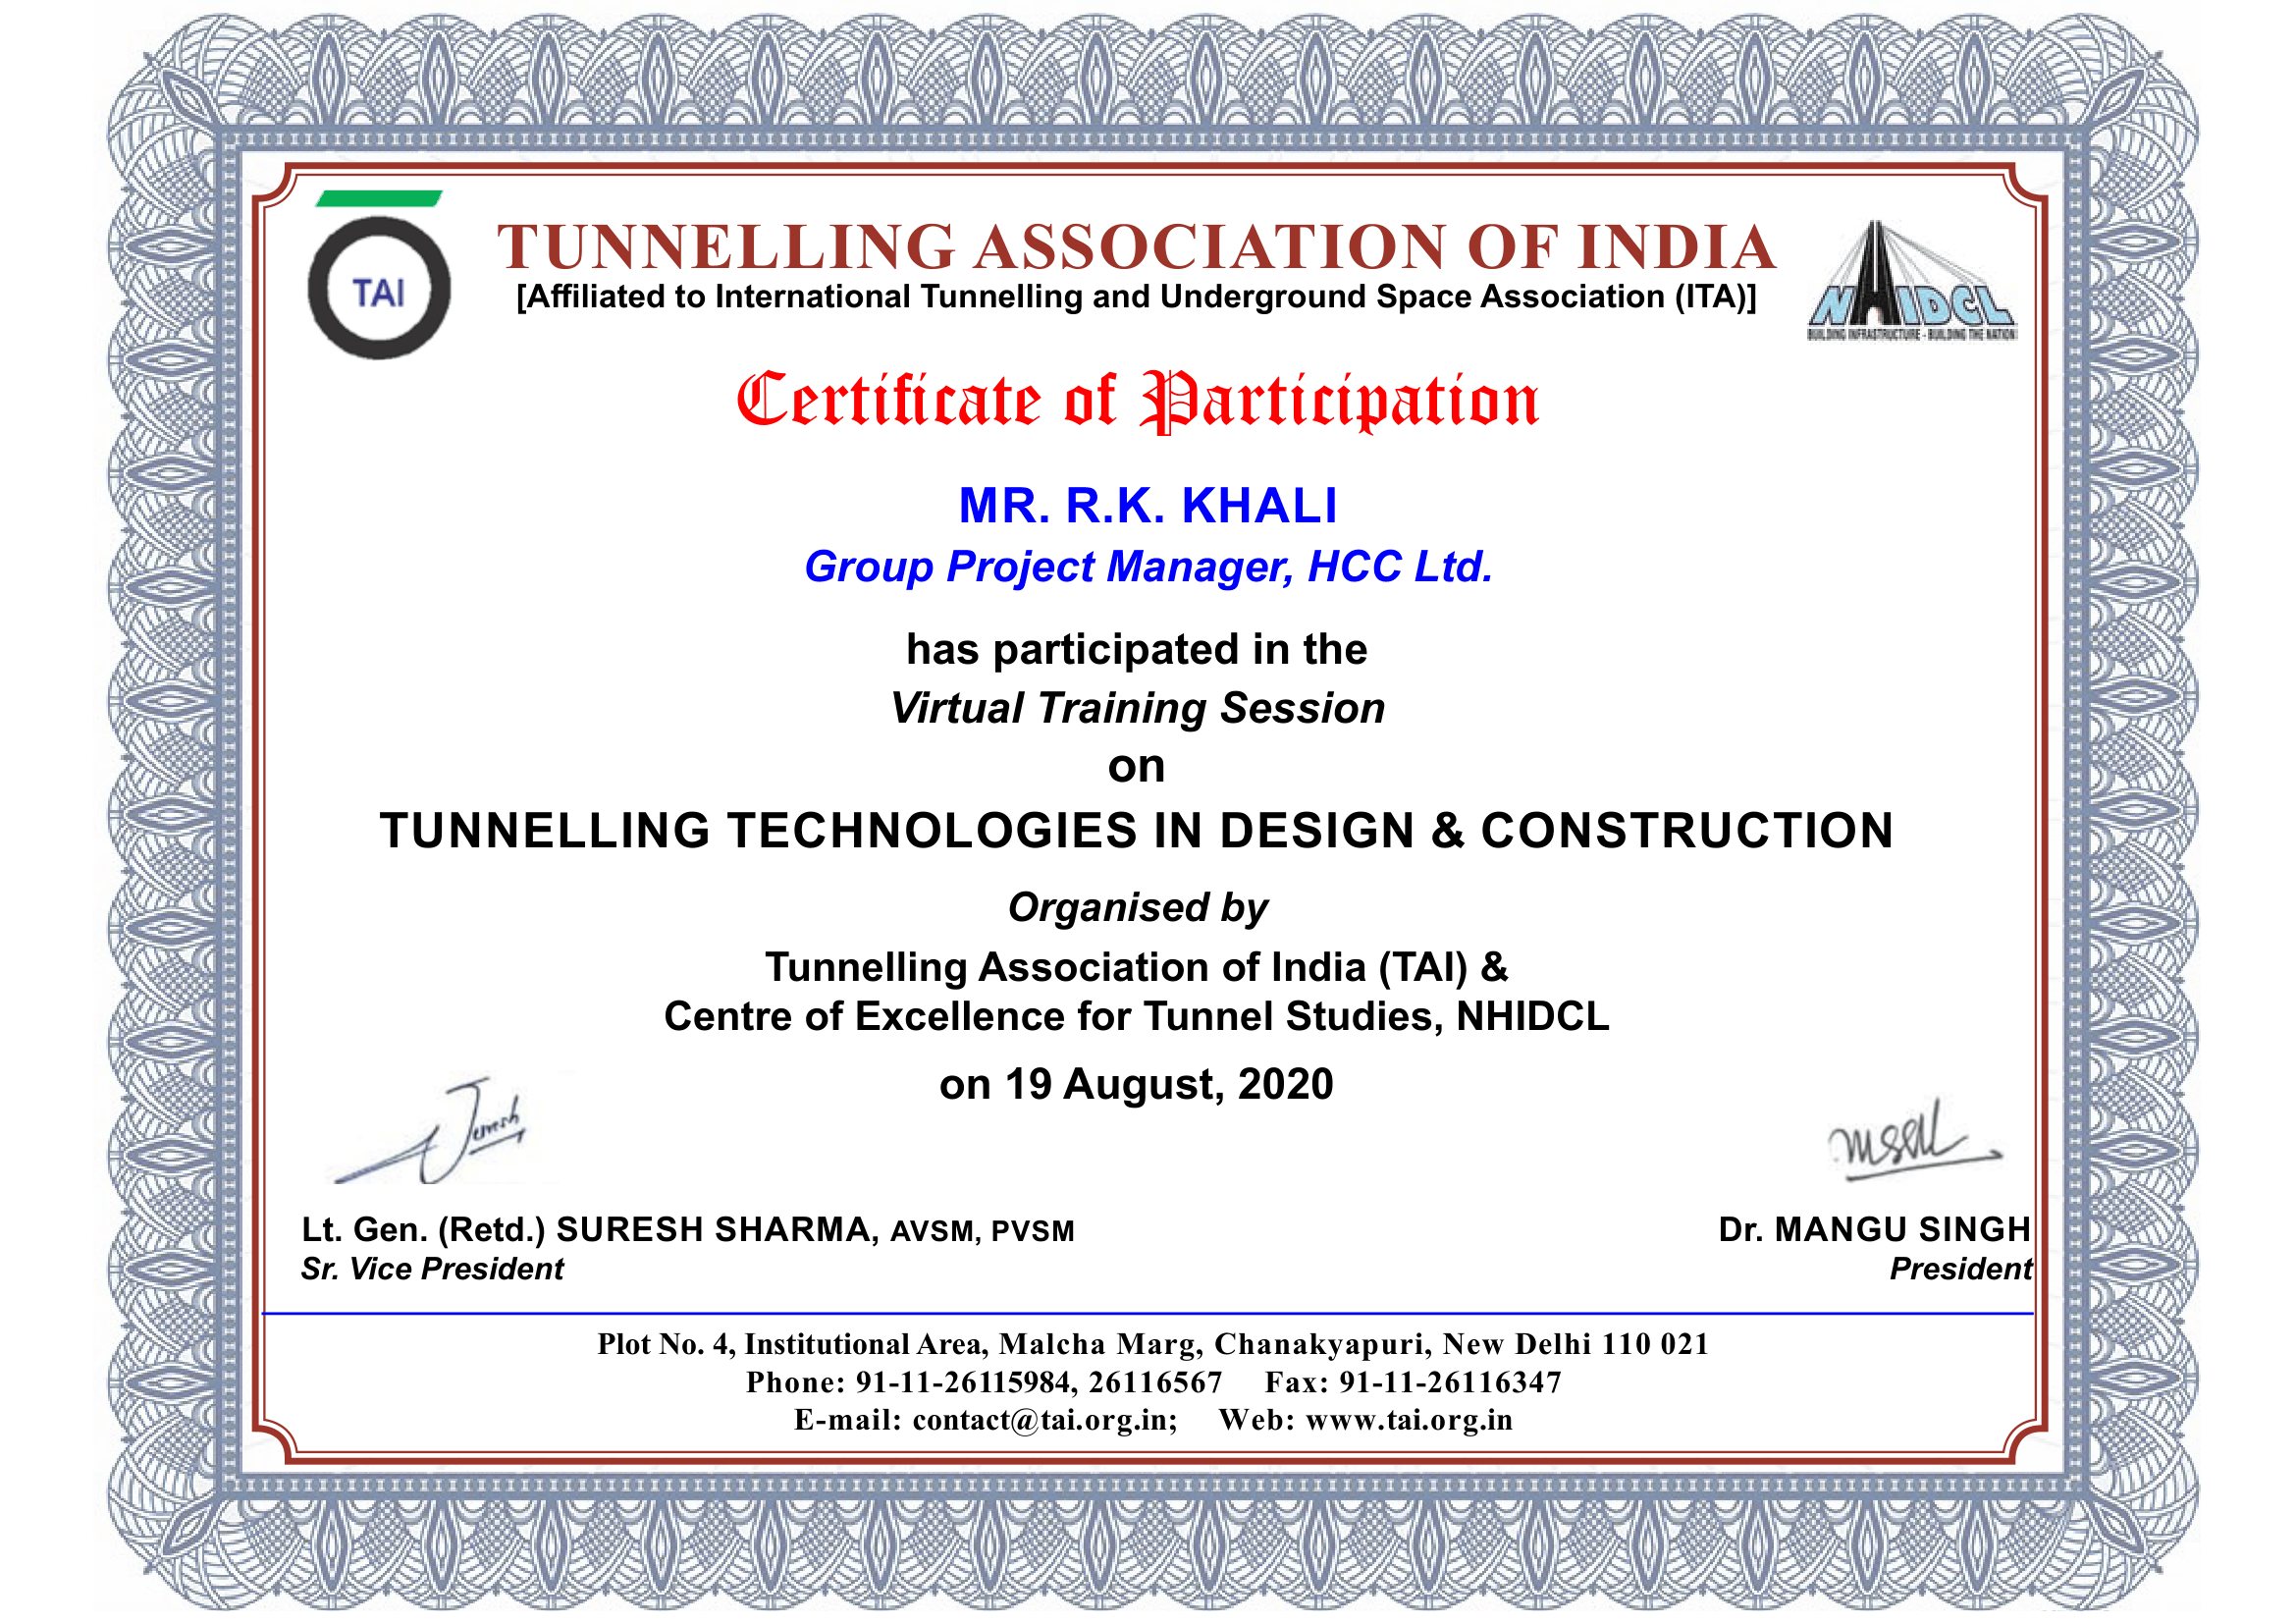 TAI
TUNNELLING ASSOCIATION OF INDIA
[Affiliated to International Tunnelling and Underground Space Association (ITA)]
NHIDCL
BUILDING INFRASTRUCTURE - BUILDING THE NATION
Certificate of Participation
MR. R.K. KHALI
Group Project Manager, HCC Ltd.
has participated in the
Virtual Training Session
on
TUNNELLING TECHNOLOGIES IN DESIGN & CONSTRUCTION
Organised by
Tunnelling Association of India (TAI) &
Centre of Excellence for Tunnel Studies, NHIDCL
on 19 August, 2020
Lt. Gen. (Retd.) SURESH SHARMA, AVSM, PVSM
Sr. Vice President
Dr. MANGU SINGH
President
Plot No. 4, Institutional Area, Malcha Marg, Chanakyapuri, New Delhi 110 021
Phone: 91-11-26115984, 26116567 Fax: 91-11-26116347
E-mail: contact@tai.org.in; Web: www.tai.org.in